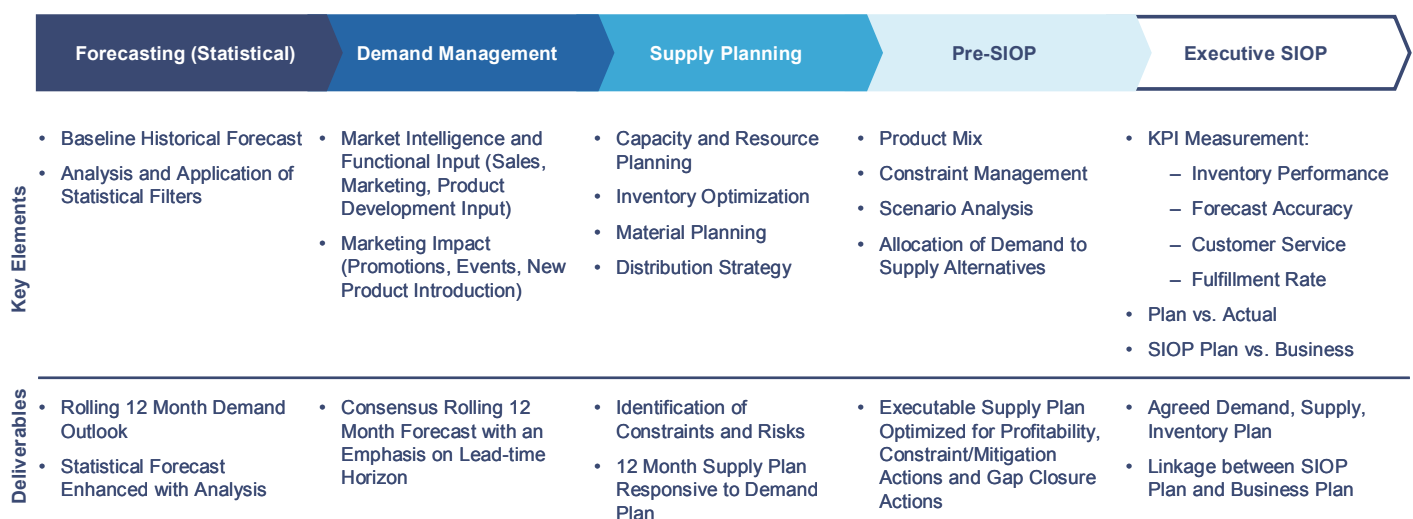 Forecasting (Statistical)
Demand Management
Supply Planning
Pre-SIOP
Executive SIOP
Key Elements
• Baseline Historical Forecast
• Analysis and Application of
Statistical Filters
• Market Intelligence and
Functional Input (Sales,
Marketing, Product
Development Input)
• Marketing Impact
(Promotions, Events, New
Product Introduction)
• Capacity and Resource
Planning
• Inventory Optimization
• Material Planning
• Distribution Strategy
• Product Mix
• Constraint Management
• Scenario Analysis
• Allocation of Demand to
Supply Alternatives
• KPI Measurement:
– Inventory Performance
– Forecast Accuracy
– Customer Service
– Fulfillment Rate
• Plan vs. Actual
• SIOP Plan vs. Business
Deliverables
• Rolling 12 Month Demand
Outlook
• Statistical Forecast
Enhanced with Analysis
• Consensus Rolling 12
Month Forecast with an
Emphasis on Lead-time
Horizon
• Identification of
Constraints and Risks
• 12 Month Supply Plan
Responsive to Demand
Plan
• Executable Supply Plan
Optimized for Profitability,
Constraint/Mitigation
Actions and Gap Closure
Actions
• Agreed Demand, Supply,
Inventory Plan
• Linkage between SIOP
Plan and Business Plan